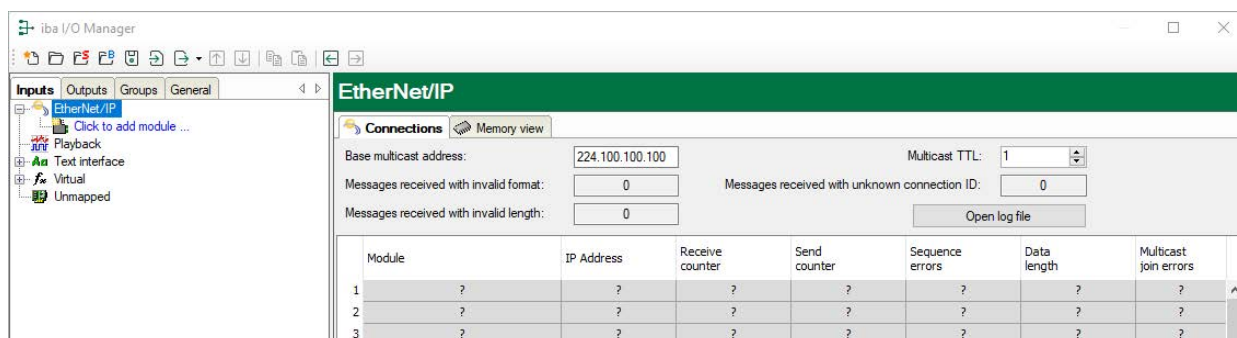 iba I/O Manager
Inputs Outputs Groups General
EtherNet/IP
Click to add module ...
Playback
Text interface
Virtual
Unmapped
EtherNet/IP
Connections Memory view
Base multicast address: 224.100.100.100 Multicast TTL: 1
Messages received with invalid format: 0 Messages received with unknown connection ID: 0
Messages received with invalid length: 0 Open log file
Module IP Address Receive counter Send counter Sequence errors Data length Multicast join errors
1 ? ? ? ? ? ? ?
2 ? ? ? ? ? ? ?
3 ? ? ? ? ? ? ?